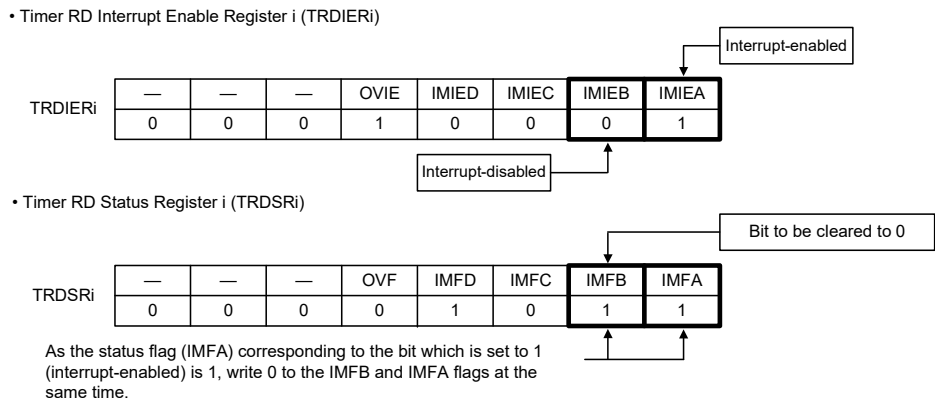 • Timer RD Interrupt Enable Register i (TRDIERi)
Interrupt-enabled
TRDIERi
— — — OVIE IMIED IMIEC IMIEB IMIEA
0 0 0 1 0 0 0 1
Interrupt-disabled
• Timer RD Status Register i (TRDSRi)
Bit to be cleared to 0
TRDSRi
— — — OVF IMFD IMFC IMFB IMFA
0 0 0 0 1 0 1 1
As the status flag (IMFA) corresponding to the bit which is set to 1
(interrupt-enabled) is 1, write 0 to the IMFB and IMFA flags at the
same time.